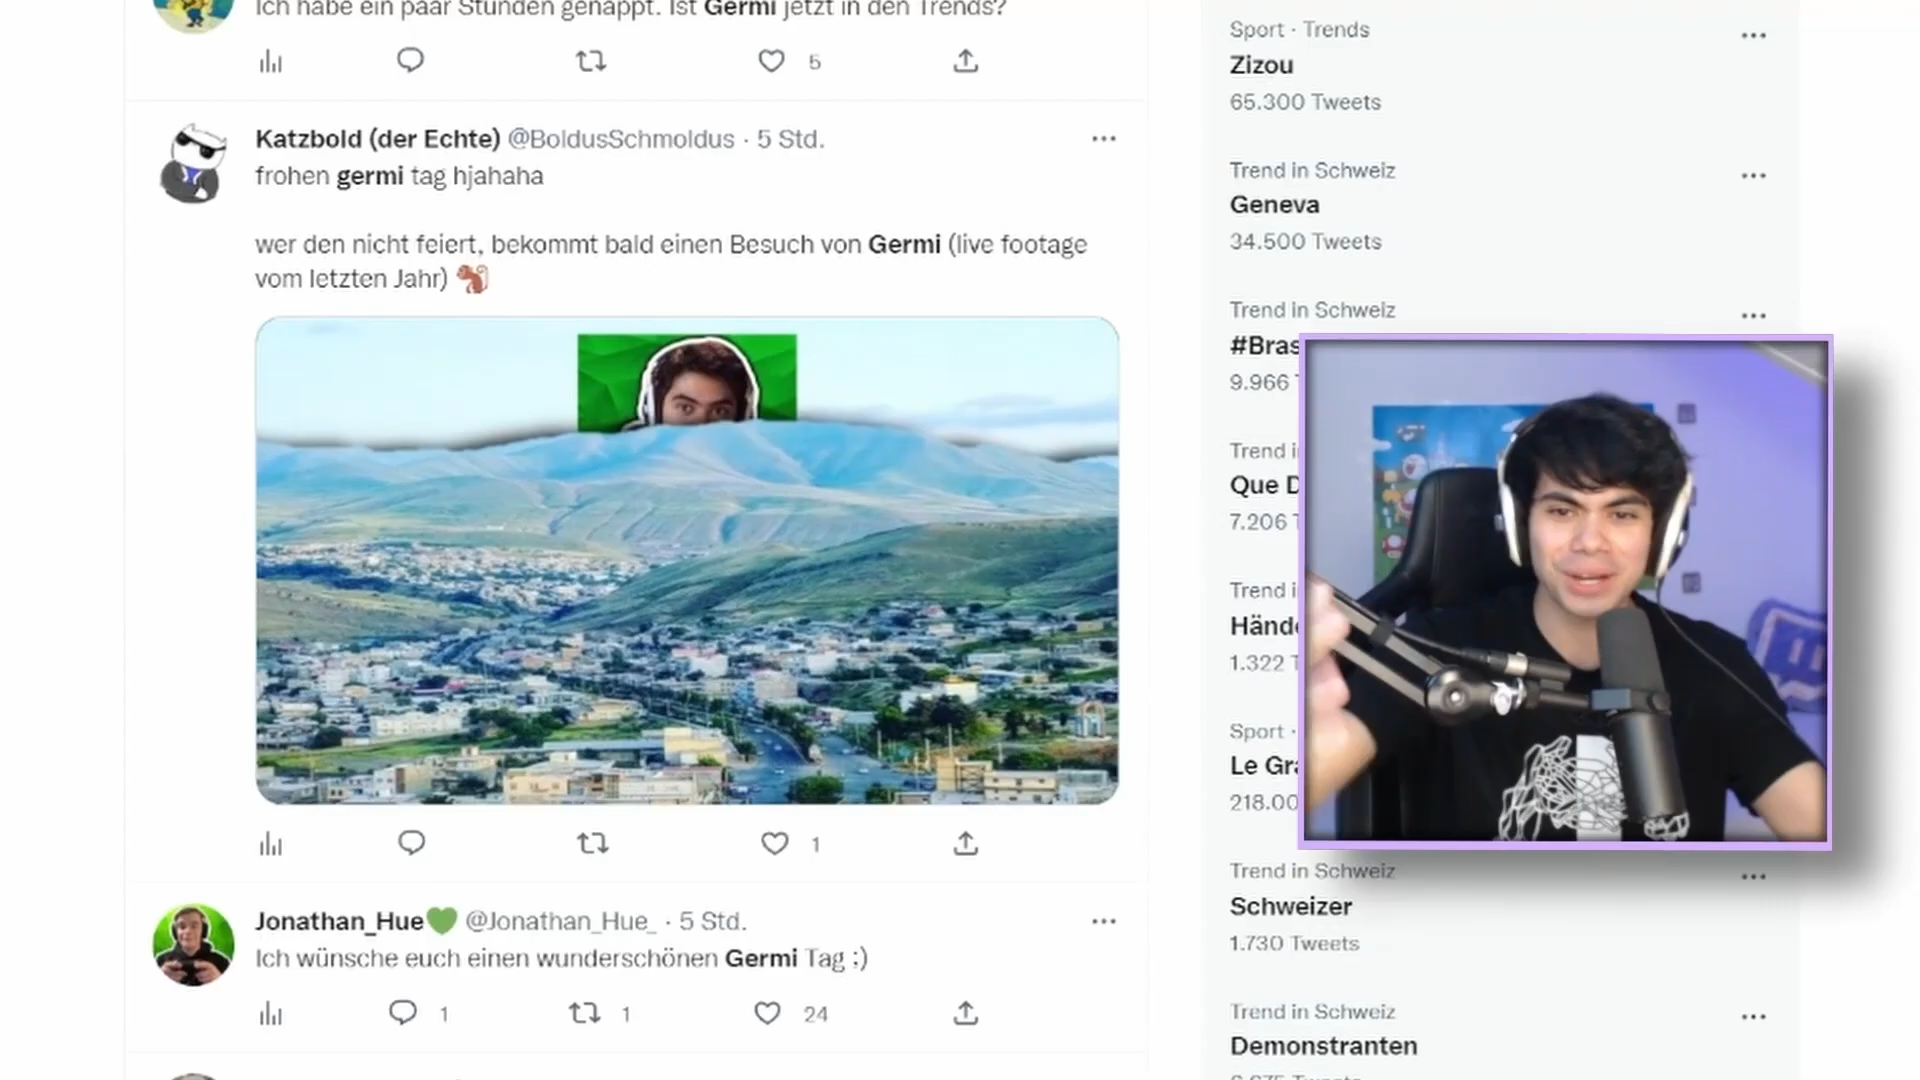 Ich habe ein paar Stunden genappt. Ist Germi jetzt in den Trends?
5
Katzbold (der Echte) @BoldusSchmoldus · 5 Std.
frohen germi tag hjahaha
wer den nicht feiert, bekommt bald einen Besuch von Germi (live footage
vom letzten Jahr)
1
Jonathan_Hue @Jonathan_Hue_ · 5 Std.
Ich wünsche euch einen wunderschönen Germi Tag :)
1 1 24
Sport · Trends
Zizou
65.300 Tweets
Trend in Schweiz
Geneva
34.500 Tweets
Trend in Schweiz
#Bras
9.966
Trend i
Que D
7.206
Trend i
Hände
1.322
Sport ·
Le Gra
218.00
Trend in Schweiz
Schweizer
1.730 Tweets
Trend in Schweiz
Demonstranten